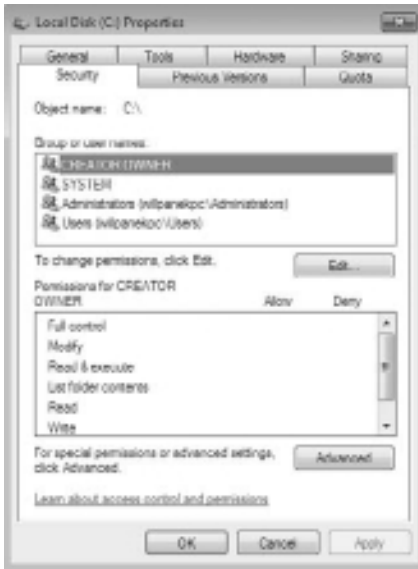 Local Disk (C:) Properties
General Tools Hardware Sharing
Security Previous Versions Quota
Object name: C:\
Group or user names:
CREATOR OWNER
SYSTEM
Administrators (willpanekpc\Administrators)
Users (willpanekpc\Users)
To change permissions, click Edit.
Edit...
Permissions for CREATOR
OWNER Allow Deny
Full control
Modify
Read & execute
List folder contents
Read
Write
For special permissions or advanced settings,
click Advanced.
Advanced
Learn about access control and permissions
OK Cancel Apply